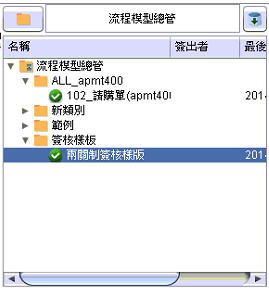 流程模型總管
名稱 簽出者 最後
流程模型總管
ALL_apmt400
102_請購單(apmt40 2014
新類別
範例
簽核樣板
兩關制簽核樣版 2014